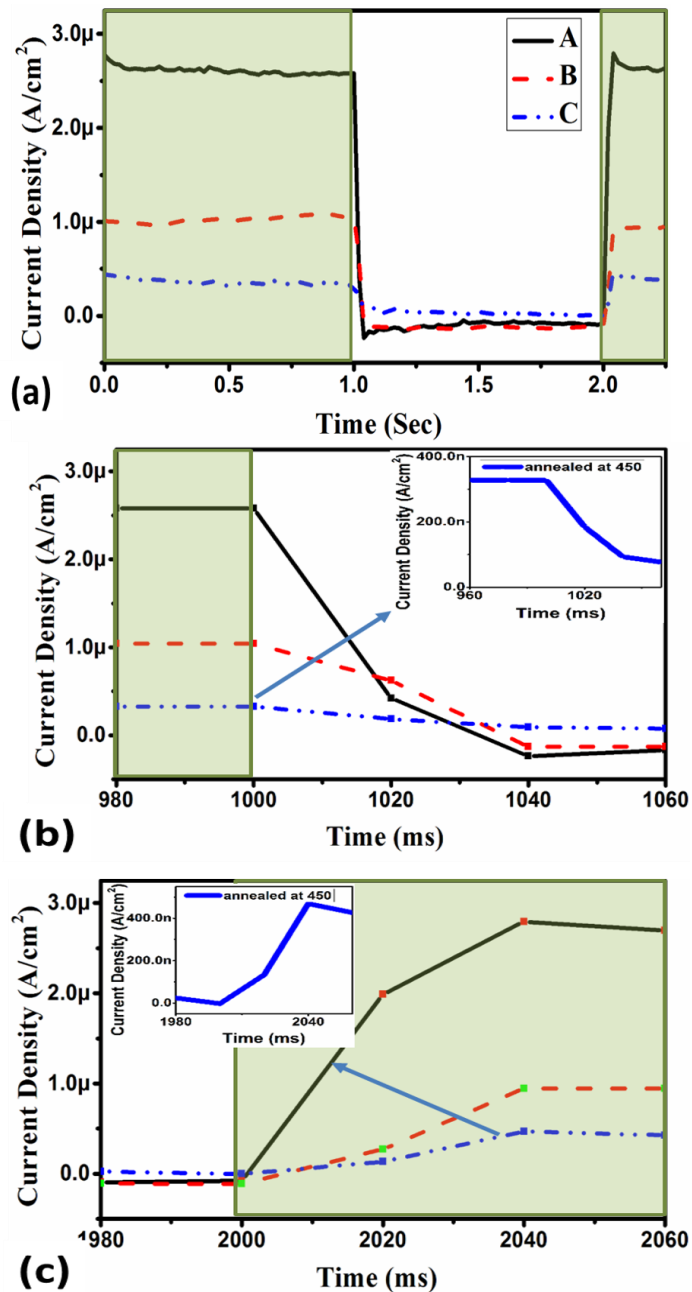 3.0µ
2.0µ
1.0µ
0.0
Current Density (A/cm²)
A
B
C
0.0
0.5
1.0
1.5
2.0
Time (Sec)
(a)
3.0µ
2.0µ
1.0µ
0.0
Current Density (A/cm²)
400.0n
200.0n
0.0
Current Density (A/cm²)
annealed at 450
960
1020
Time (ms)
980
1000
1020
1040
1060
Time (ms)
(b)
3.0µ
2.0µ
1.0µ
0.0
Current Density (A/cm²)
400.0n
200.0n
0.0
Current Density (A/cm²)
annealed at 450
1980
2040
Time (ms)
1980
2000
2020
2040
2060
Time (ms)
(c)